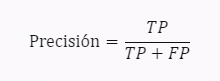 Precisión = TP / (TP + FP)